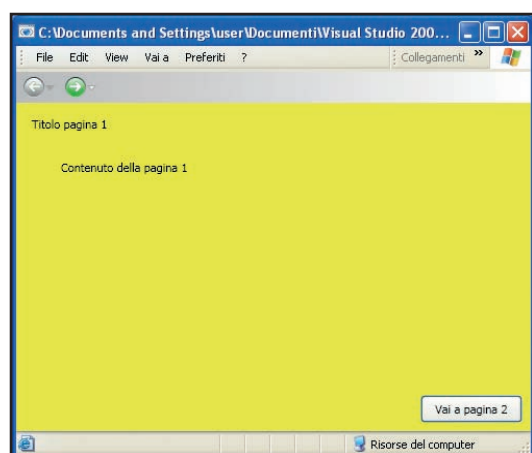 C:\Documents and Settings\user\Documenti\Visual Studio 200...
File Edit View Vai a Preferiti ? Collegamenti »
Titolo pagina 1
Contenuto della pagina 1
Vai a pagina 2
Risorse del computer